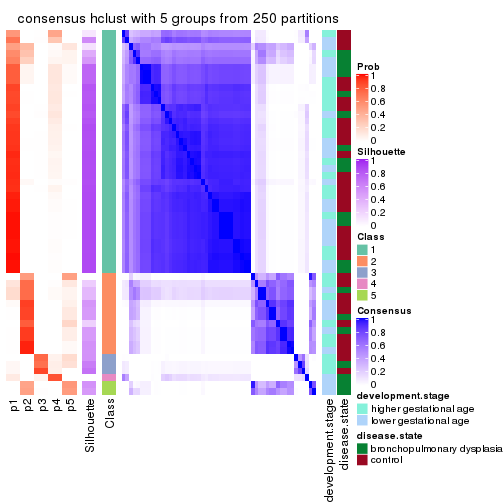 consensus hclust with 5 groups from 250 partitions
Prob
1
0.8
0.6
0.4
0.2
0
Silhouette
1
0.8
0.6
0.4
0.2
0
Class
1
2
3
4
5
Consensus
1
0.8
0.6
0.4
0.2
0
development.stage
higher gestational age
lower gestational age
disease.state
bronchopulmonary dysplasia
control
p1
p2
p3
p4
p5
Silhouette
Class
development.stage
disease.state